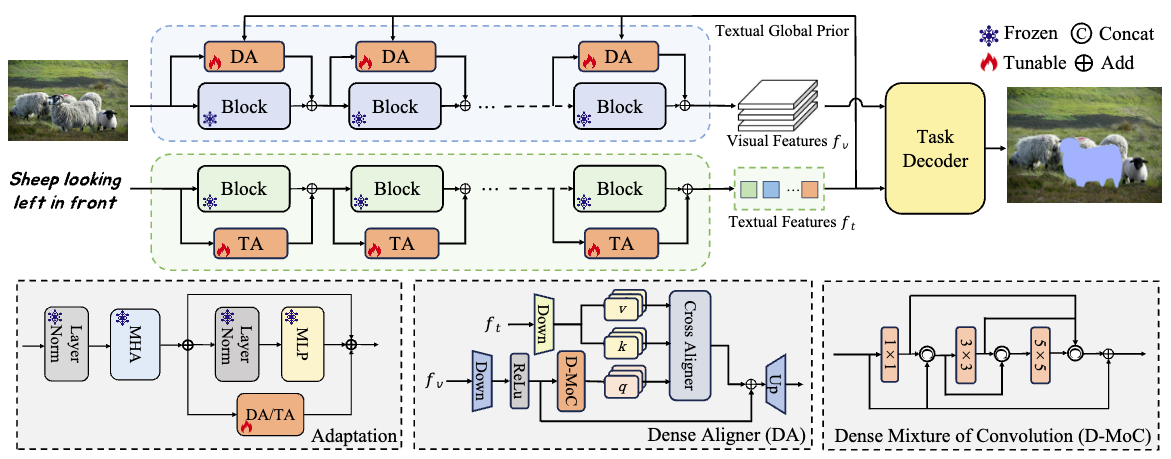 Textual Global Prior
Frozen
C
Concat
Tunable
Add
DA
DA
DA
Block
Block
...
Block
Visual Features f_v
Task
Decoder
Sheep looking
left in front
Block
Block
...
Block
TA
TA
TA
...
Textual Features f_t
Layer
Norm
MHA
Layer
Norm
MLP
DA/TA
Adaptation
f_t
Down
v
k
q
Cross Aligner
f_v
Down
ReLu
D-MoC
Up
Dense Aligner (DA)
1×1
C
3×3
C
5×5
C
Dense Mixture of Convolution (D-MoC)